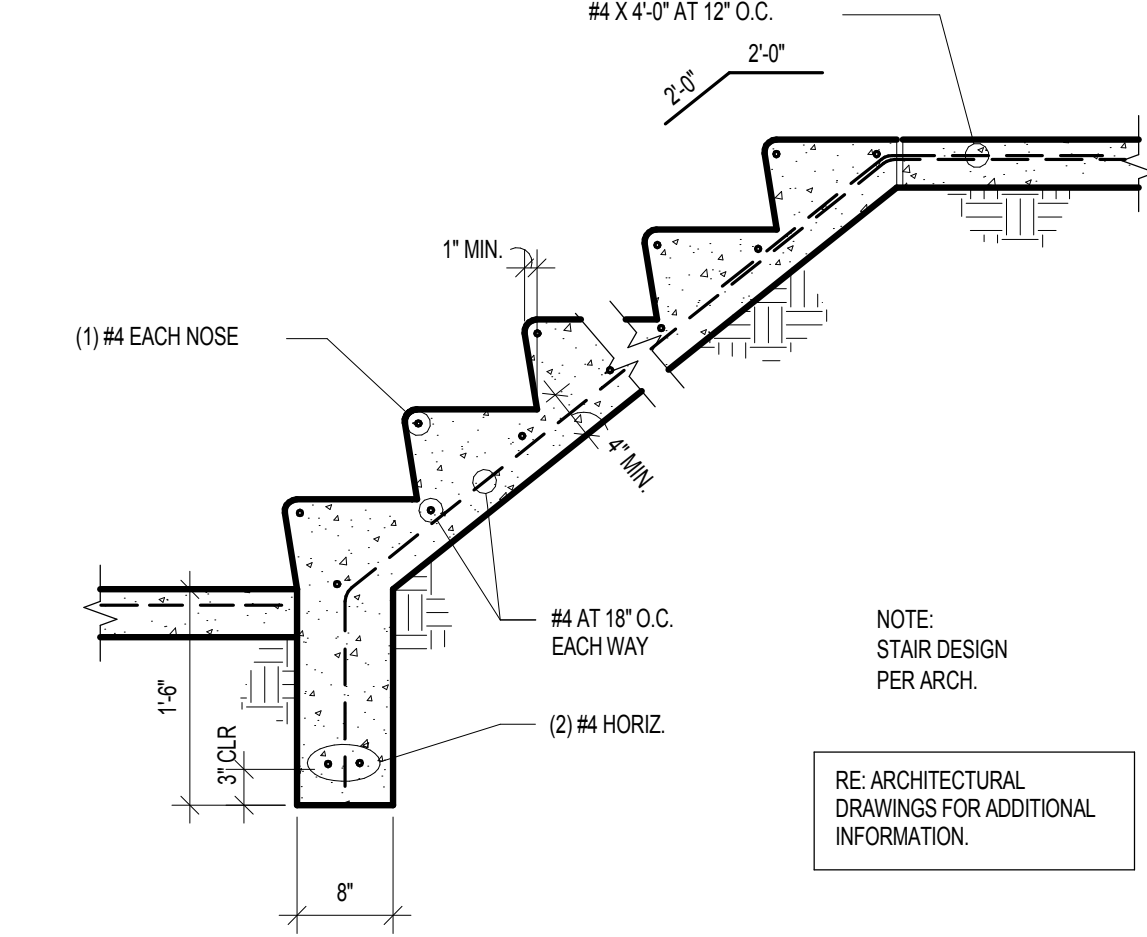 #4 X 4'-0" AT 12" O.C.
2'-0"
2'-0"
1" MIN.
(1) #4 EACH NOSE
4" MIN.
#4 AT 18" O.C.
EACH WAY
NOTE:
STAIR DESIGN
PER ARCH.
1'-6"
3" CLR
(2) #4 HORIZ.
RE: ARCHITECTURAL
DRAWINGS FOR ADDITIONAL
INFORMATION.
8"